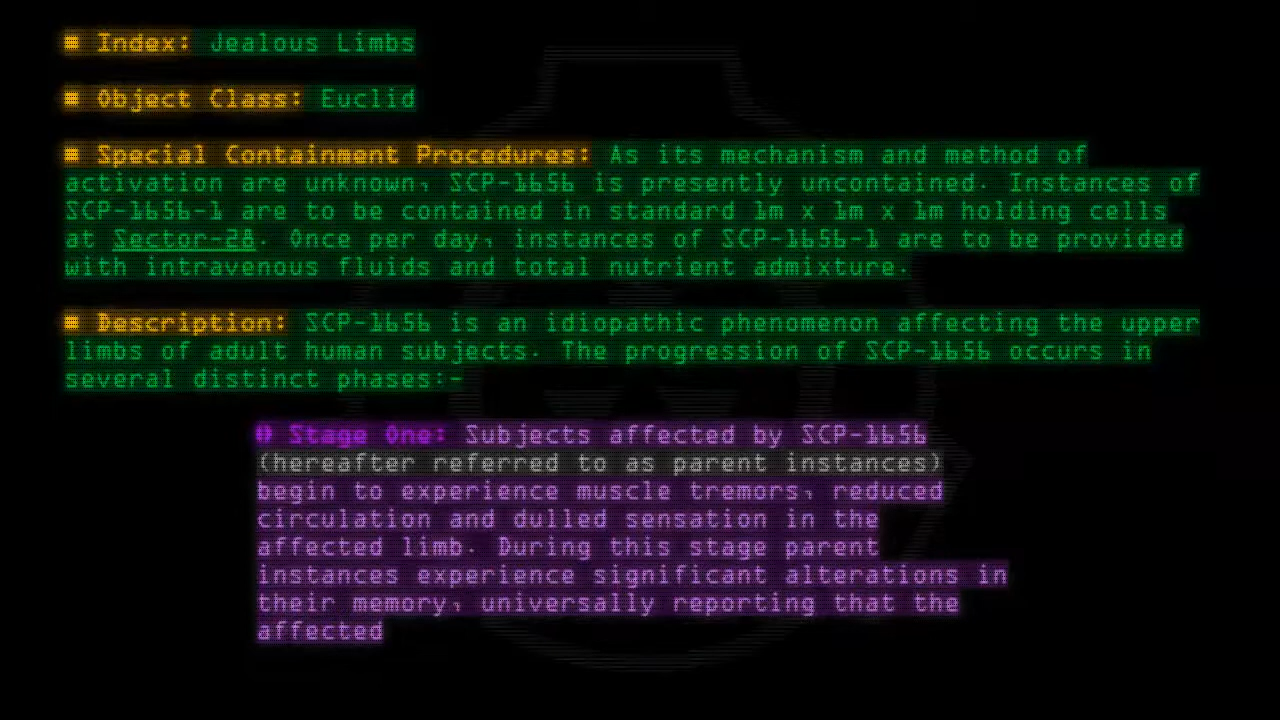 ■ Index: Jealous Limbs
■ Object Class: Euclid
■ Special Containment Procedures: As its mechanism and method of
activation are unknown, SCP-1656 is presently uncontained. Instances of
SCP-1656-1 are to be contained in standard 1m x 1m x 1m holding cells
at Sector-28. Once per day, instances of SCP-1656-1 are to be provided
with intravenous fluids and total nutrient admixture.
■ Description: SCP-1656 is an idiopathic phenomenon affecting the upper
limbs of adult human subjects. The progression of SCP-1656 occurs in
several distinct phases:-
Stage One: Subjects affected by SCP-1656
(hereafter referred to as parent instances)
begin to experience muscle tremors, reduced
circulation and dulled sensation in the
affected limb. During this stage parent
instances experience significant alterations in
their memory, universally reporting that the
affected